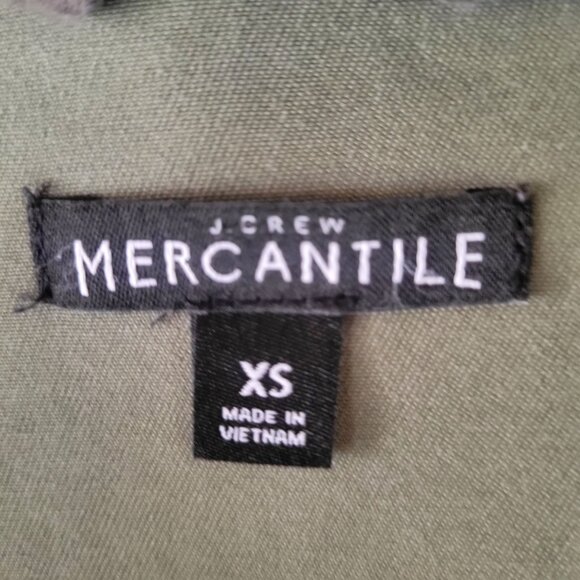 J.CREW
MERCANTILE
XS
MADE IN
VIETNAM